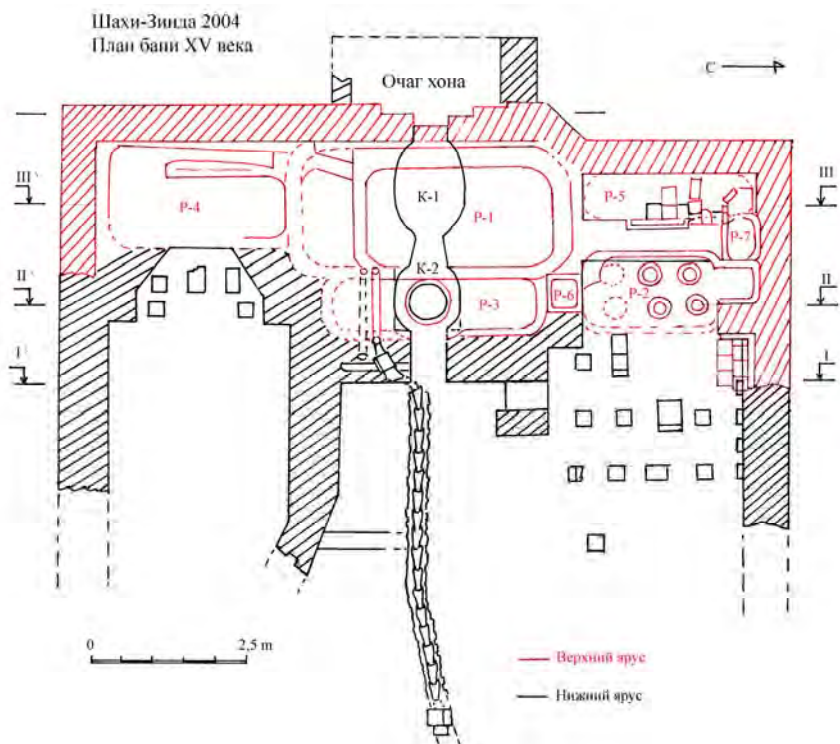 Шахи-Зинда 2004
План бани XV века
Очаг хона
С
III
III
К-1
Р-5
Р-4
Р-1
Р-7
К-2
II
II
Р-3
Р-6
Р-2
I
I
0
2,5 m
Верхний ярус
Нижний ярус